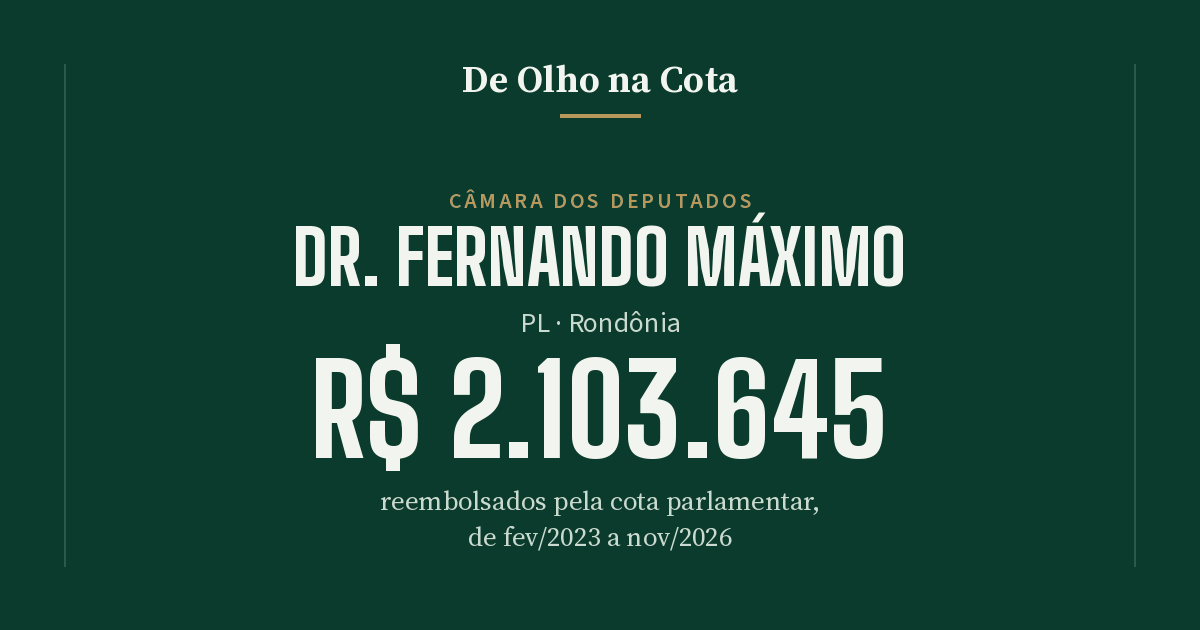 De Olho na Cota
CÂMARA DOS DEPUTADOS
DR. FERNANDO MÁXIMO
PL · Rondônia
R$ 2.103.645
reembolsados pela cota parlamentar,
de fev/2023 a nov/2026